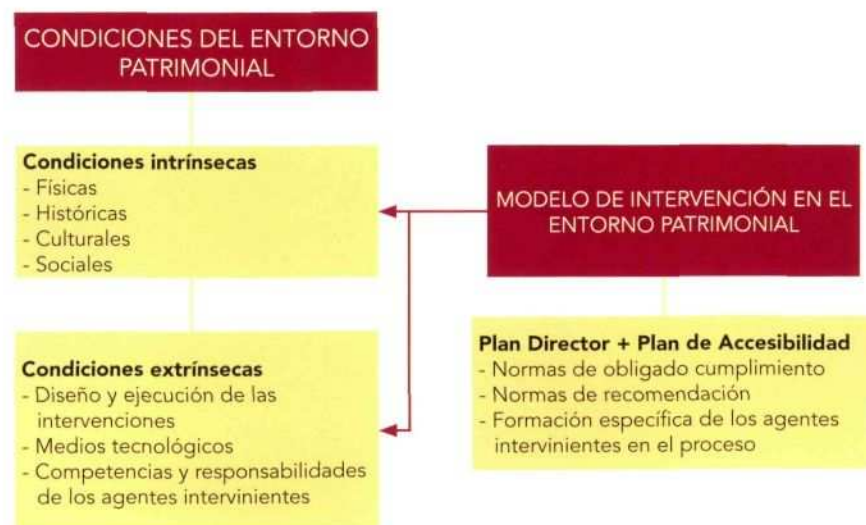 CONDICIONES DEL ENTORNO
PATRIMONIAL
Condiciones intrínsecas
- Físicas
- Históricas
- Culturales
- Sociales
Condiciones extrínsecas
- Diseño y ejecución de las
intervenciones
- Medios tecnológicos
- Competencias y responsabilidades
de los agentes intervinientes
MODELO DE INTERVENCIÓN EN EL
ENTORNO PATRIMONIAL
Plan Director + Plan de Accesibilidad
- Normas de obligado cumplimiento
- Normas de recomendación
- Formación específica de los agentes
intervinientes en el proceso